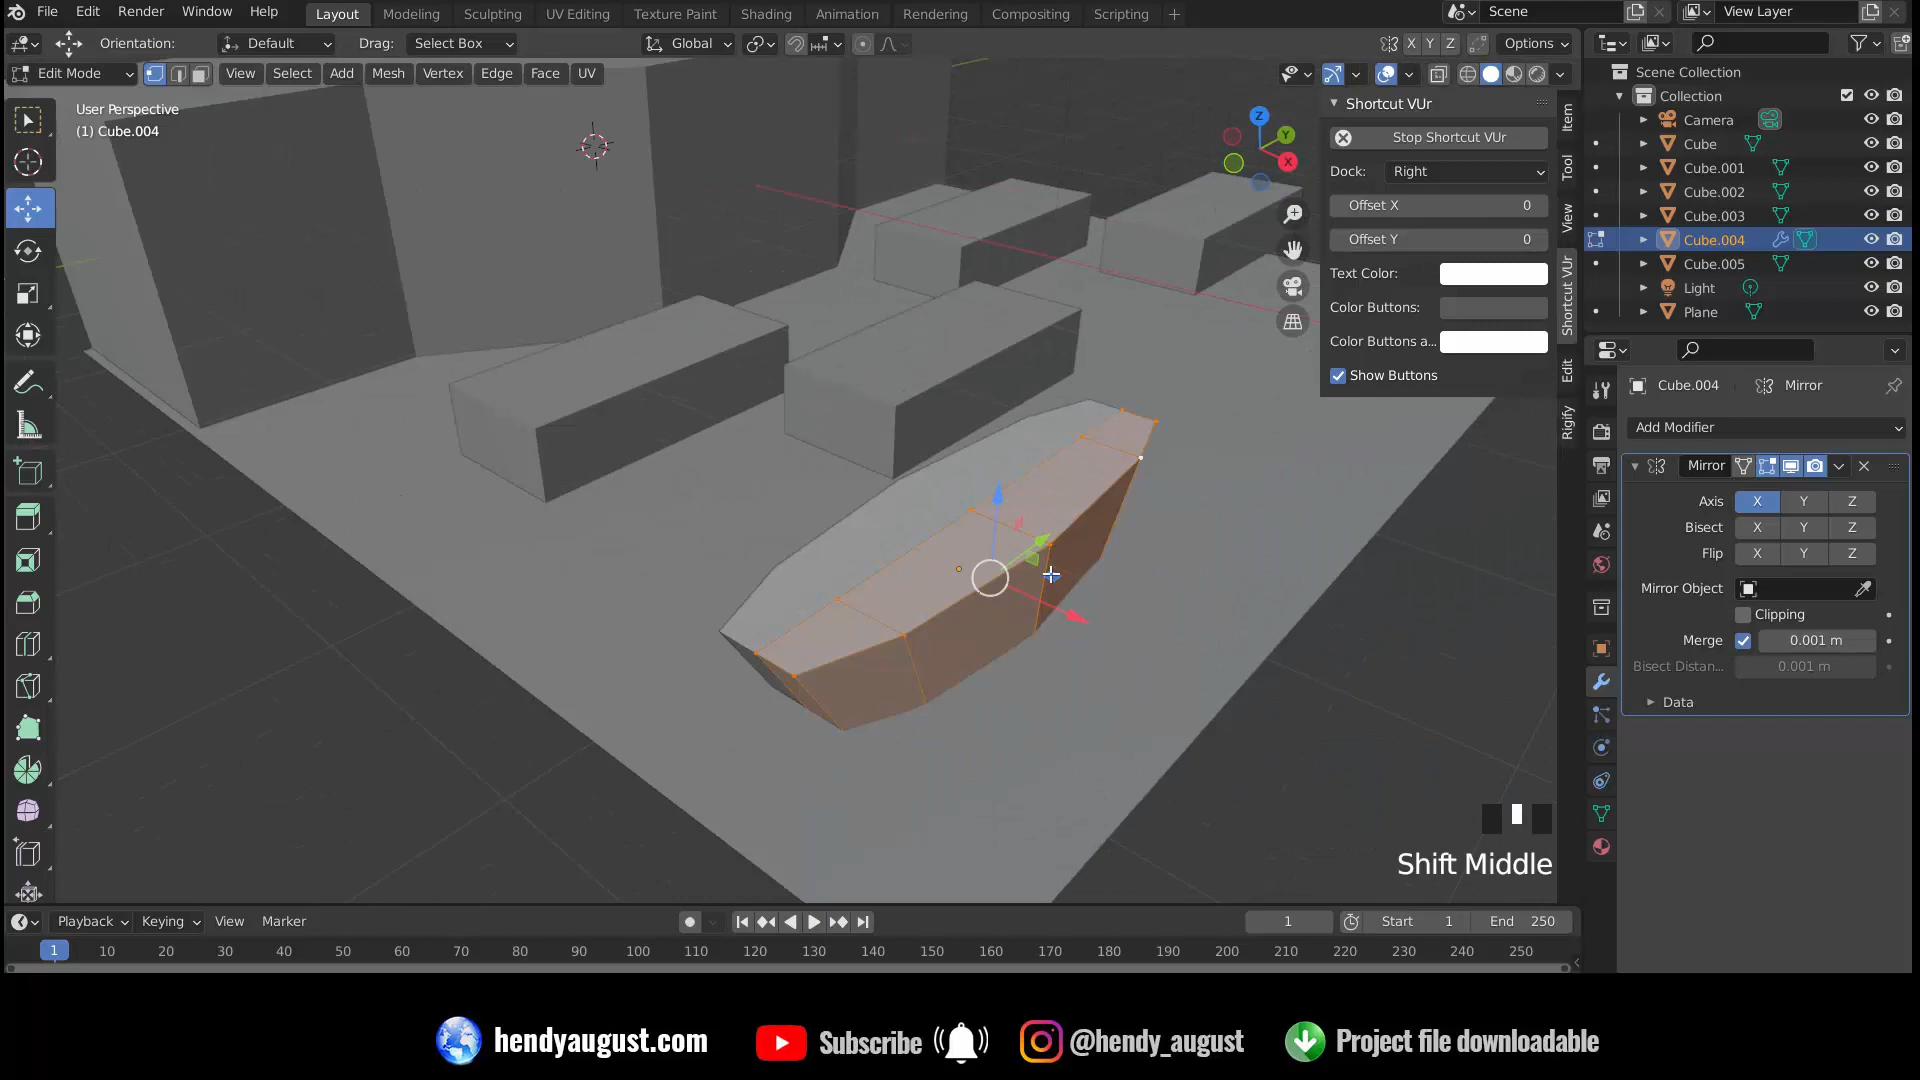 File Edit Render Window Help Layout Modeling Sculpting UV Editing Texture Paint Shading Animation Rendering Compositing Scripting + Scene View Layer
Orientation: Default Drag: Select Box Global X Y Z Options
Edit Mode View Select Add Mesh Vertex Edge Face UV
User Perspective
(1) Cube.004
Z
Y
X
Shortcut VUr
Stop Shortcut VUr
Dock: Right
Offset X 0
Offset Y 0
Text Color:
Color Buttons:
Color Buttons a...
Show Buttons
Item
Tool
View
Shortcut VUr
Edit
Rigify
Scene Collection
Collection
Camera
Cube
Cube.001
Cube.002
Cube.003
Cube.004
Cube.005
Light
Plane
Cube.004 Mirror
Add Modifier
Mirror
Axis X Y Z
Bisect X Y Z
Flip X Y Z
Mirror Object
Clipping
Merge 0.001 m
Bisect Distan... 0.001 m
Data
Shift Middle
Playback Keying View Marker 1 Start 1 End 250
1 10 20 30 40 50 60 70 80 90 100 110 120 130 140 150 160 170 180 190 200 210 220 230 240 250
hendyaugust.com Subscribe @hendy_august Project file downloadable